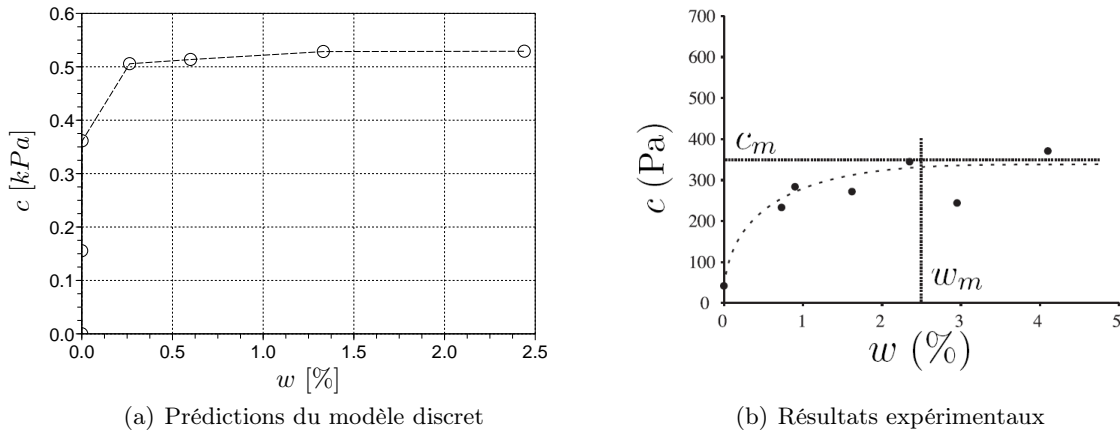 0.6
0.5
0.4
0.3
0.2
0.1
0.0
c [kPa]
0.0 0.5 1.0 1.5 2.0 2.5
w [%]
(a) Prédictions du modèle discret
700
600
500
400
300
200
100
0
c (Pa)
c_m
w_m
0 1 2 3 4 5
w (%)
(b) Résultats expérimentaux